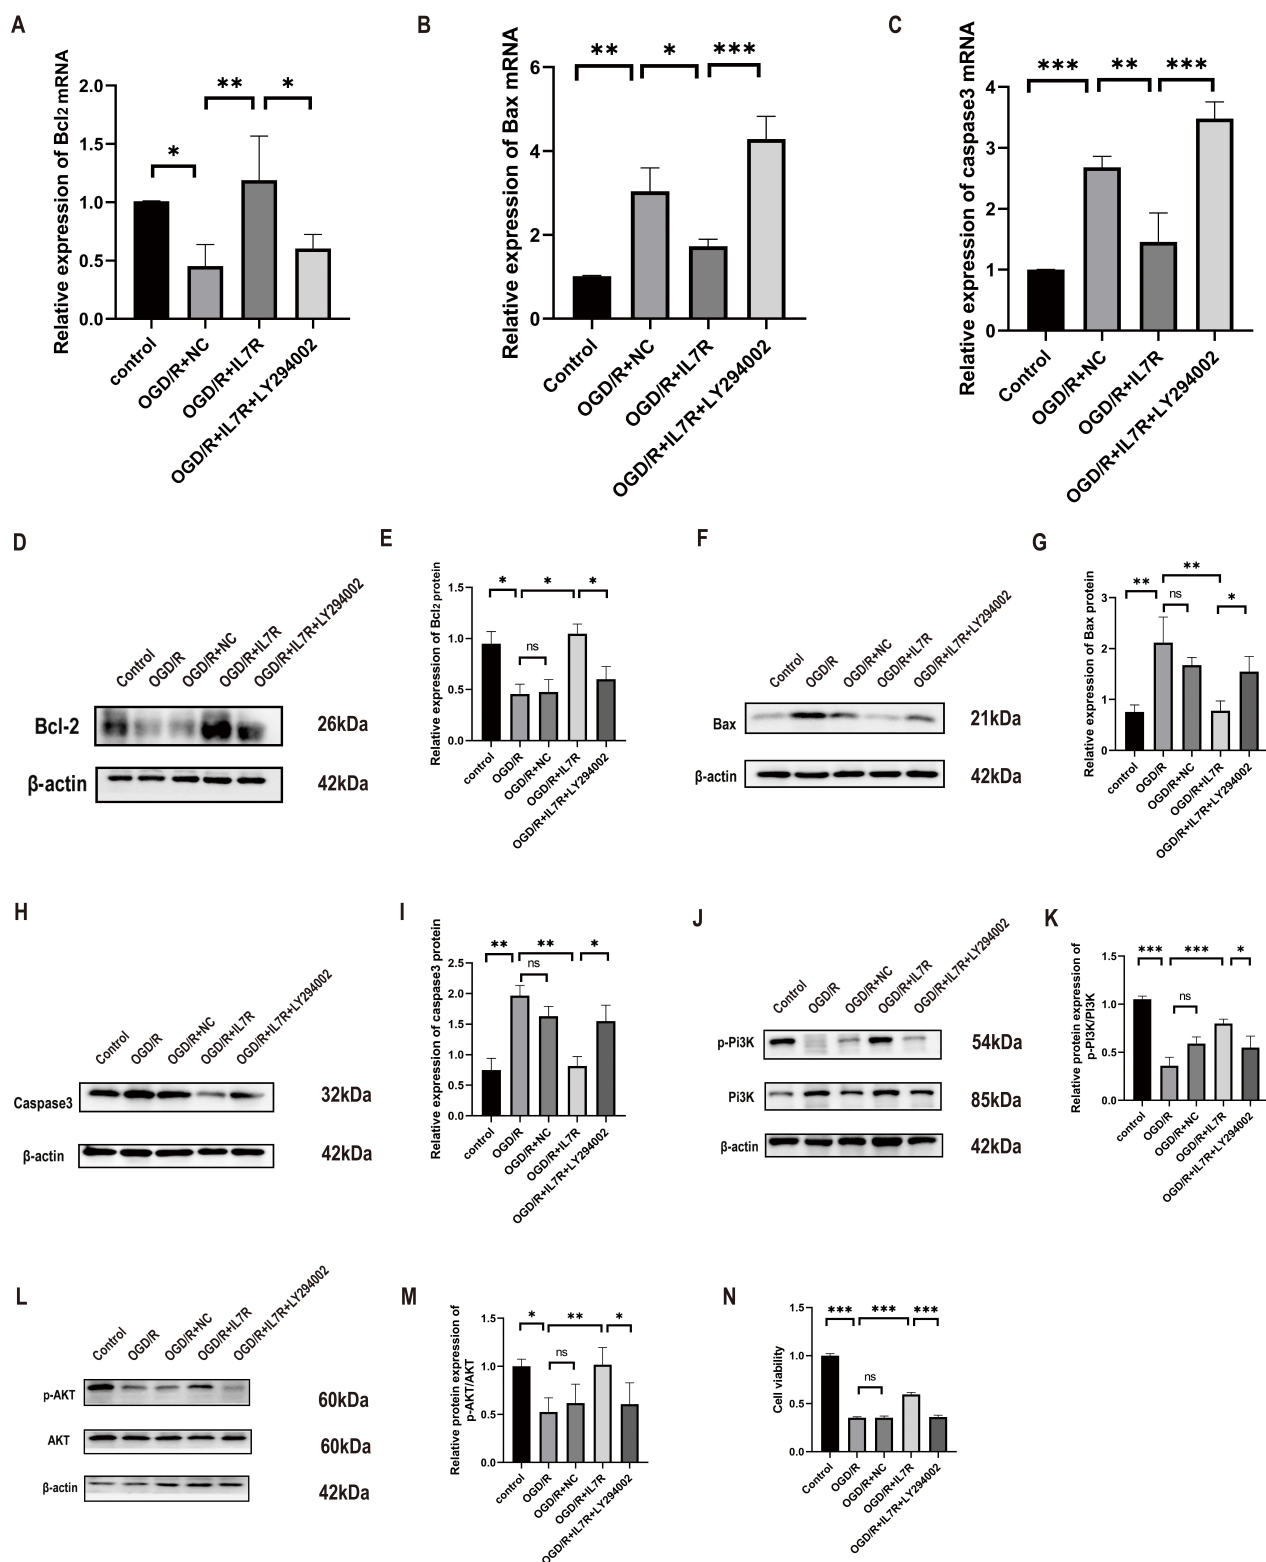 A
Relative expression of Bcl2 mRNA
2.0
1.5
1.0
0.5
0.0
*
**
*
control
OGD/R+NC
OGD/R+IL7R
OGD/R+IL7R+LY294002
B
Relative expression of Bax mRNA
6
4
2
0
**
*
***
Control
OGD/R+NC
OGD/R+IL7R
OGD/R+IL7R+LY294002
C
Relative expression of caspase3 mRNA
4
3
2
1
0
***
**
***
Control
OGD/R+NC
OGD/R+IL7R
OGD/R+IL7R+LY294002
D
Control
OGD/R
OGD/R+NC
OGD/R+IL7R
OGD/R+IL7R+LY294002
Bcl-2
26kDa
β-actin
42kDa
E
Relative expression of Bcl2 protein
1.5
1.0
0.5
0.0
*
*
*
ns
control
OGD/R
OGD/R+NC
OGD/R+IL7R
OGD/R+IL7R+LY294002
F
Control
OGD/R
OGD/R+NC
OGD/R+IL7R
OGD/R+IL7R+LY294002
Bax
21kDa
β-actin
42kDa
G
Relative expression of Bax protein
3
2
1
0
**
**
ns
*
control
OGD/R
OGD/R+NC
OGD/R+IL7R
OGD/R+IL7R+LY294002
H
Control
OGD/R
OGD/R+NC
OGD/R+IL7R
OGD/R+IL7R+LY294002
Caspase3
32kDa
β-actin
42kDa
I
Relative expression of caspase3 protein
2.5
2.0
1.5
1.0
0.5
0.0
**
**
*
ns
control
OGD/R
OGD/R+NC
OGD/R+IL7R
OGD/R+IL7R+LY294002
J
Control
OGD/R
OGD/R+NC
OGD/R+IL7R
OGD/R+IL7R+LY294002
p-Pi3K
54kDa
Pi3K
85kDa
β-actin
42kDa
K
Relative protein expression of
p-PI3K/PI3K
1.5
1.0
0.5
0.0
***
***
*
ns
control
OGD/R
OGD/R+NC
OGD/R+IL7R
OGD/R+IL7R+LY294002
L
Control
OGD/R
OGD/R+NC
OGD/R+IL7R
OGD/R+IL7R+LY294002
p-AKT
60kDa
AKT
60kDa
β-actin
42kDa
M
Relative protein expression of
p-AKT/AKT
1.5
1.0
0.5
0.0
*
**
*
ns
control
OGD/R
OGD/R+NC
OGD/R+IL7R
OGD/R+IL7R+LY294002
N
Cell viability
1.5
1.0
0.5
0.0
***
***
***
ns
Control
OGD/R
OGD/R+NC
OGD/R+IL7R
OGD/R+IL7R+LY294002